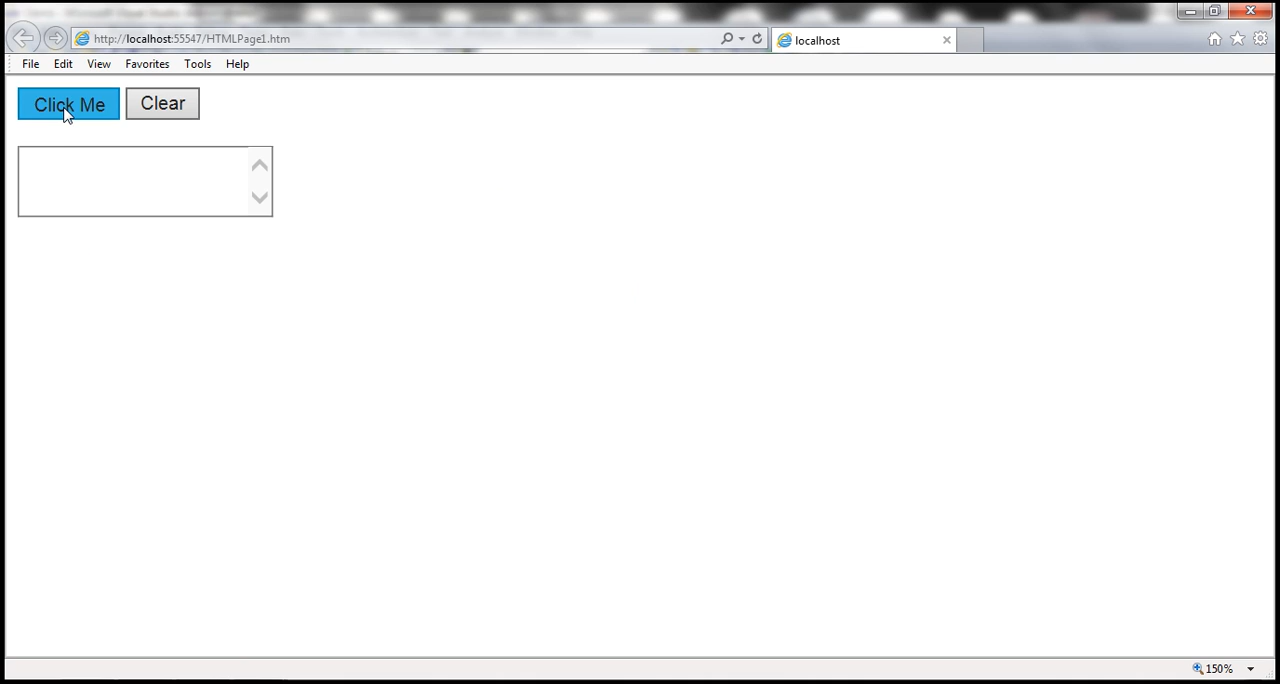 http://localhost:55547/HTMLPage1.htm
localhost
File Edit View Favorites Tools Help
Click Me Clear
150%